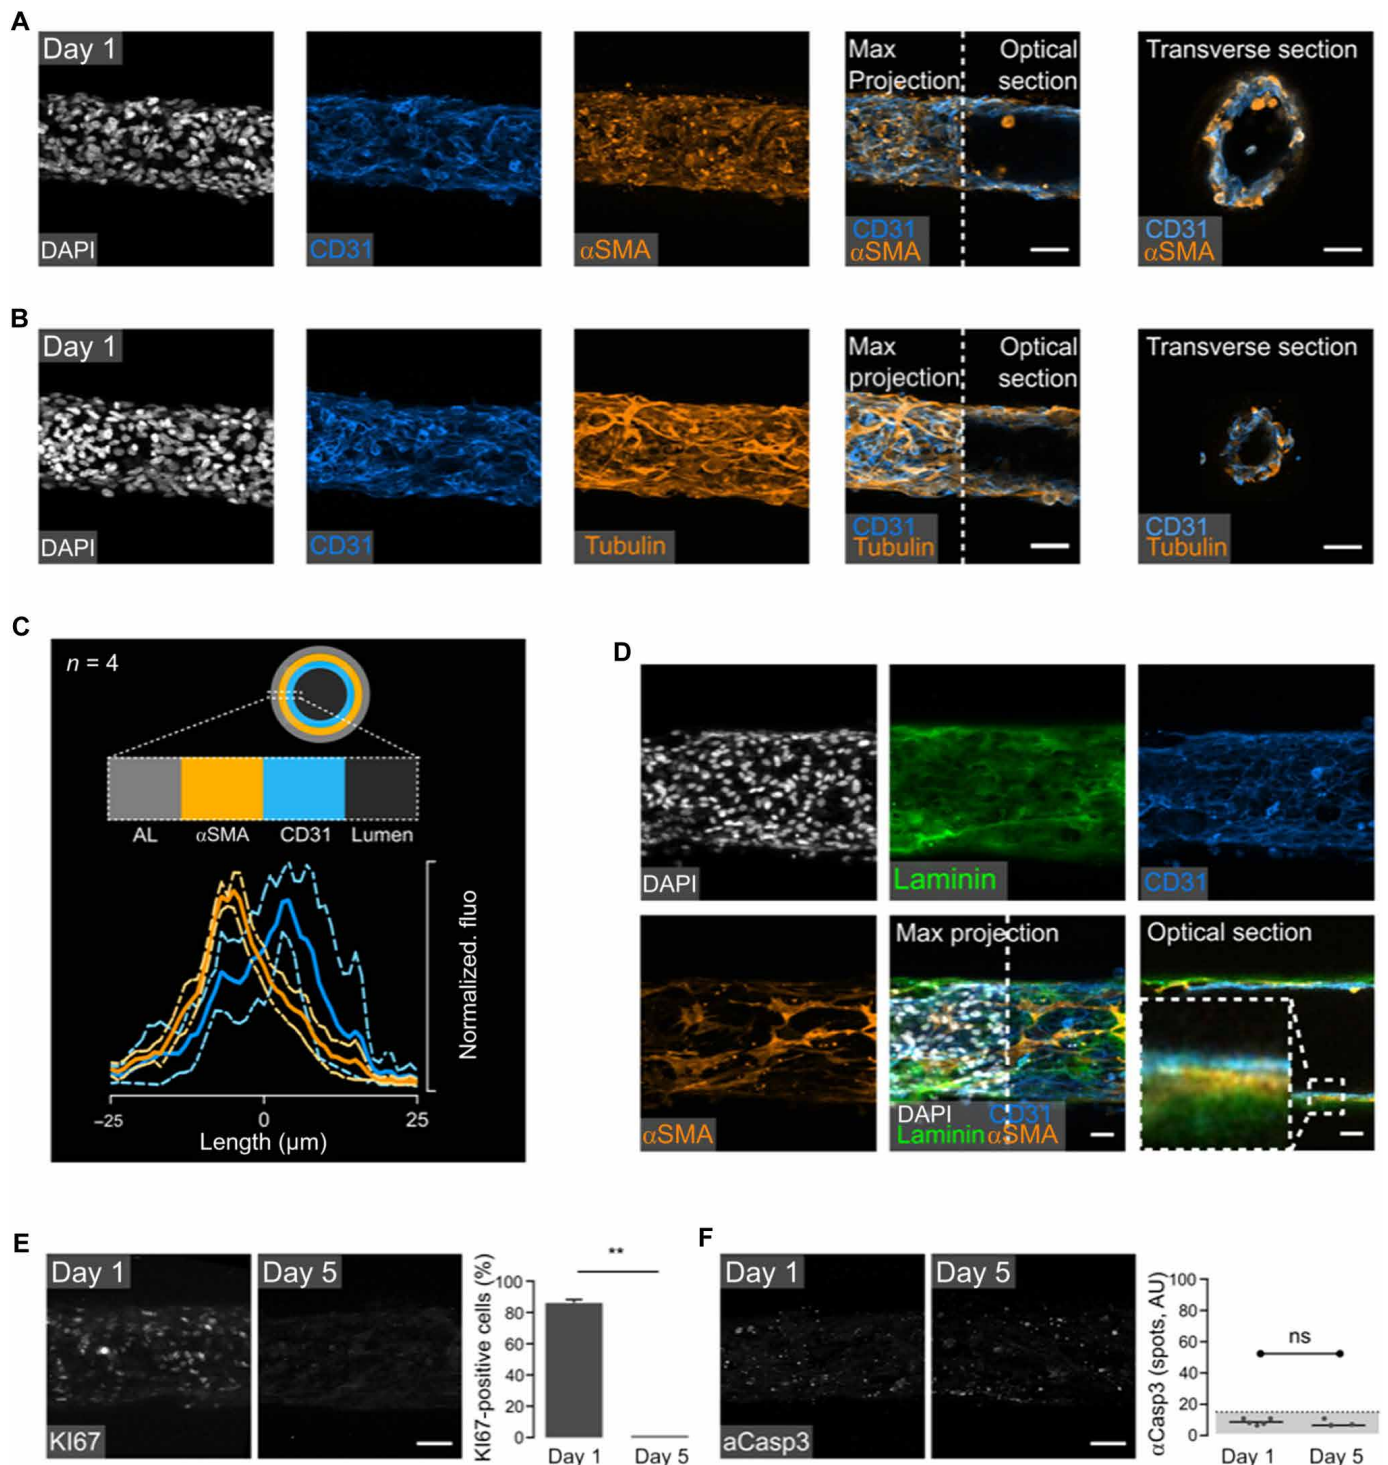 A
Day 1
DAPI
CD31
αSMA
Max
Projection
Optical
section
CD31
αSMA
Transverse section
CD31
αSMA
B
Day 1
DAPI
CD31
Tubulin
Max
projection
Optical
section
CD31
Tubulin
Transverse section
CD31
Tubulin
C
n = 4
AL
αSMA
CD31
Lumen
Normalized. fluo
−25
0
25
Length (µm)
D
DAPI
Laminin
CD31
αSMA
Max projection
DAPI CD31
Laminin αSMA
Optical section
E
Day 1
KI67
Day 5
KI67-positive cells (%)
100
80
60
40
20
0
**
Day 1
Day 5
F
Day 1
aCasp3
Day 5
αCasp3 (spots, AU)
100
80
60
40
20
0
ns
Day 1
Day 5